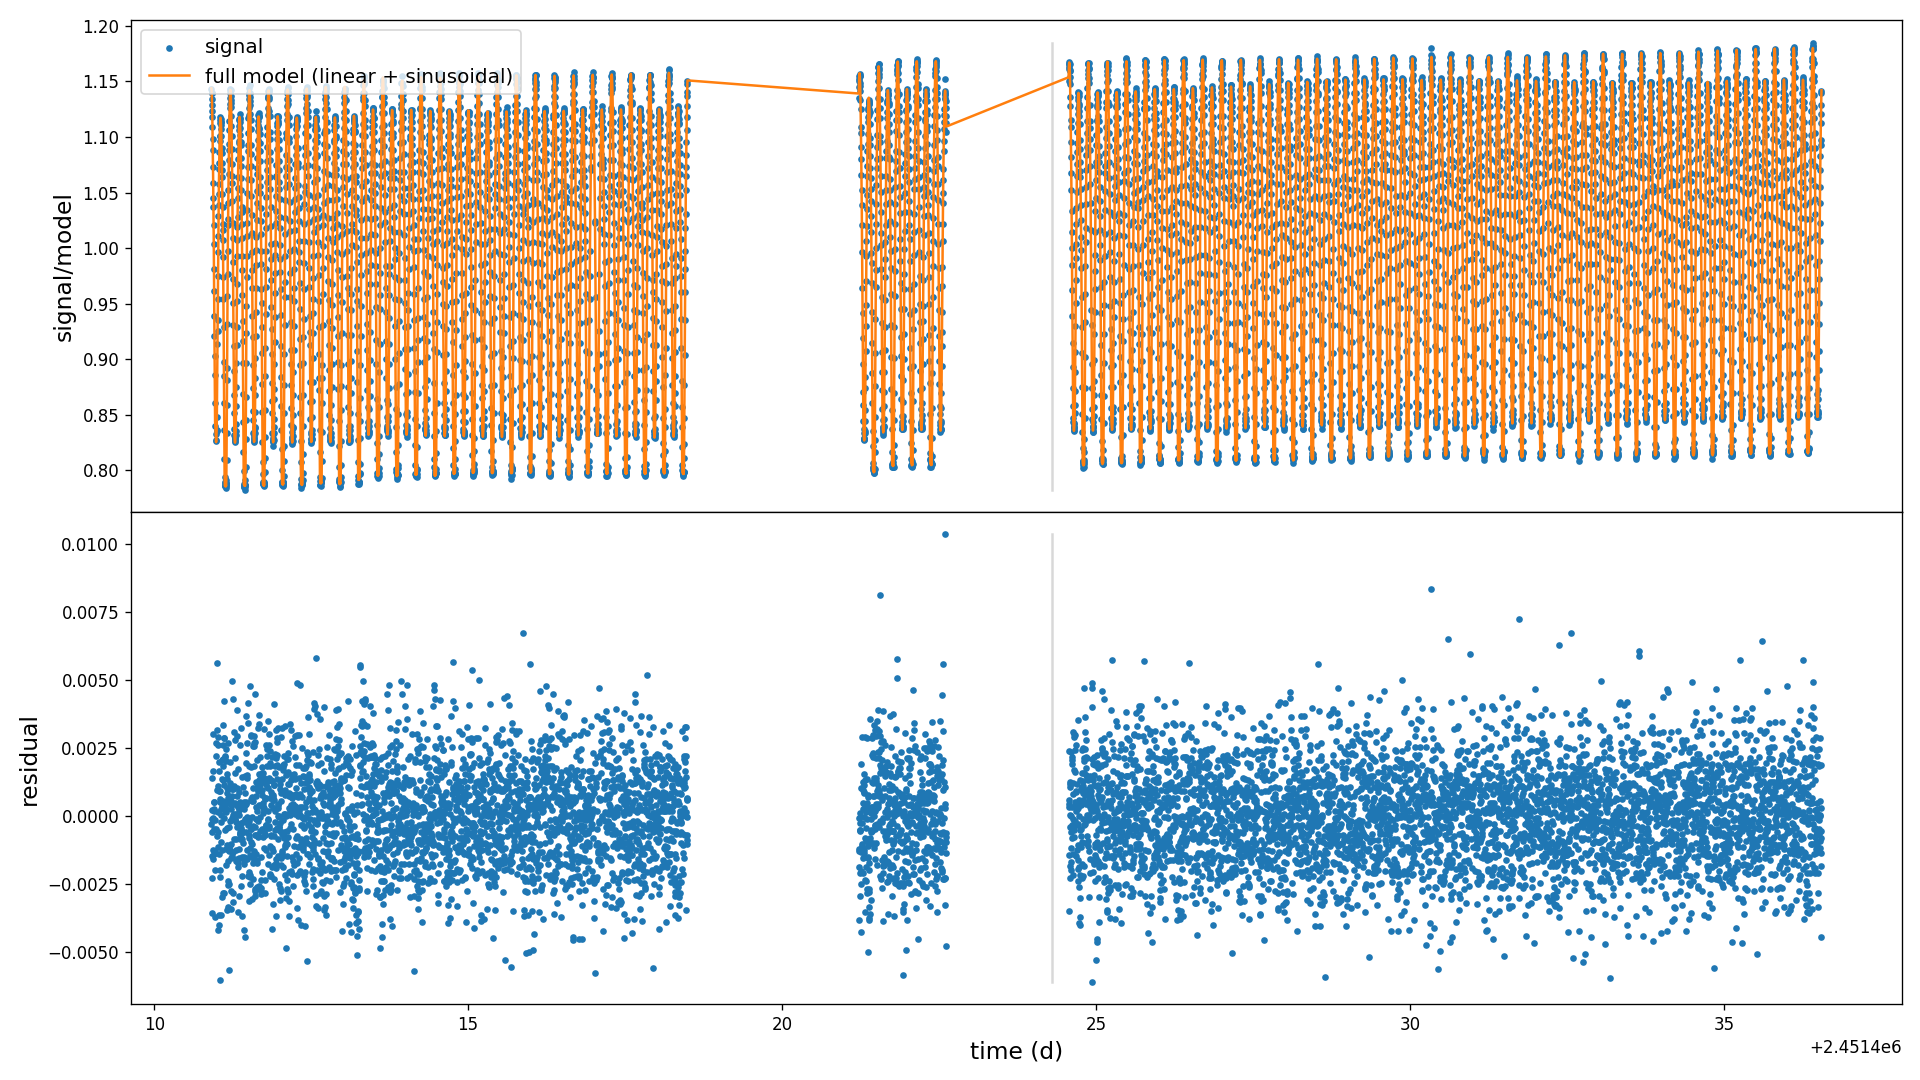 signal
full model (linear + sinusoidal)
1.20
1.15
1.10
1.05
1.00
0.95
0.90
0.85
0.80
signal/model
0.0100
0.0075
0.0050
0.0025
0.0000
−0.0025
−0.0050
residual
10 15 20 25 30 35
time (d)
+2.4514e6